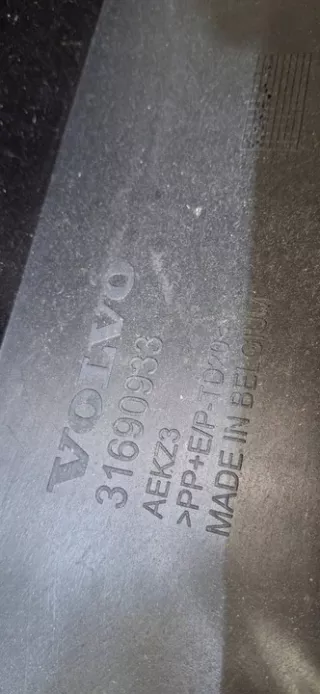 VOLVO
31690933
AEKZ3
>PP+E/P-TD20<
MADE IN BELGIUM